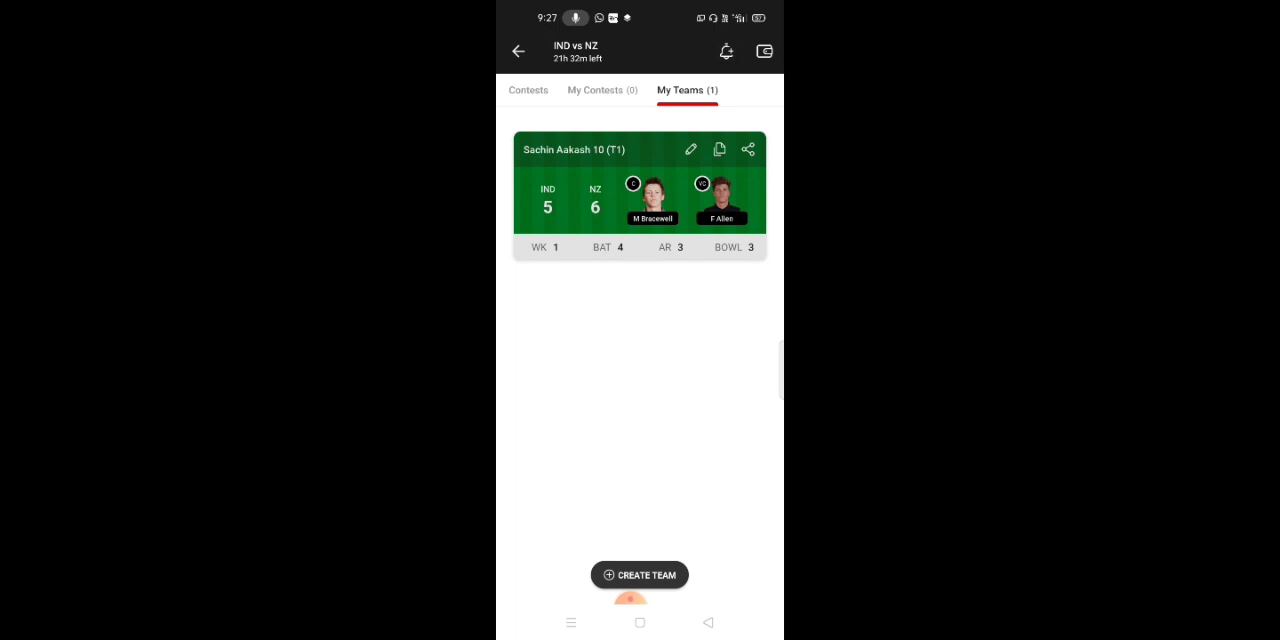 9:27
IND vs NZ
21h 32m left
Contests
My Contests (0)
My Teams (1)
Sachin Aakash 10 (T1)
IND
NZ
5
6
C
VC
M Bracewell
F Allen
WK 1
BAT 4
AR 3
BOWL 3
CREATE TEAM